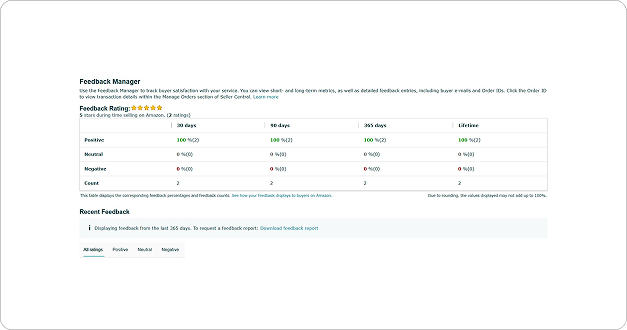 Feedback Manager
Use the Feedback Manager to track buyer satisfaction with your service. You can view short- and long-term metrics, as well as detailed feedback entries, including buyer e-mails and Order IDs. Click the Order ID
to view transaction details within the Manage Orders section of Seller Central. Learn more
Feedback Rating:
5 stars during time selling on Amazon. (2 ratings)
30 days 90 days 365 days Lifetime
Positive 100 %(2) 100 %(2) 100 %(2) 100 %(2)
Neutral 0 %(0) 0 %(0) 0 %(0) 0 %(0)
Negative 0 %(0) 0 %(0) 0 %(0) 0 %(0)
Count 2 2 2 2
This table displays the corresponding feedback percentages and feedback counts. See how your feedback displays to buyers on Amazon. Due to rounding, the values displayed may not add up to 100%.
Recent Feedback
i Displaying feedback from the last 365 days. To request a feedback report: Download feedback report
All ratings Positive Neutral Negative